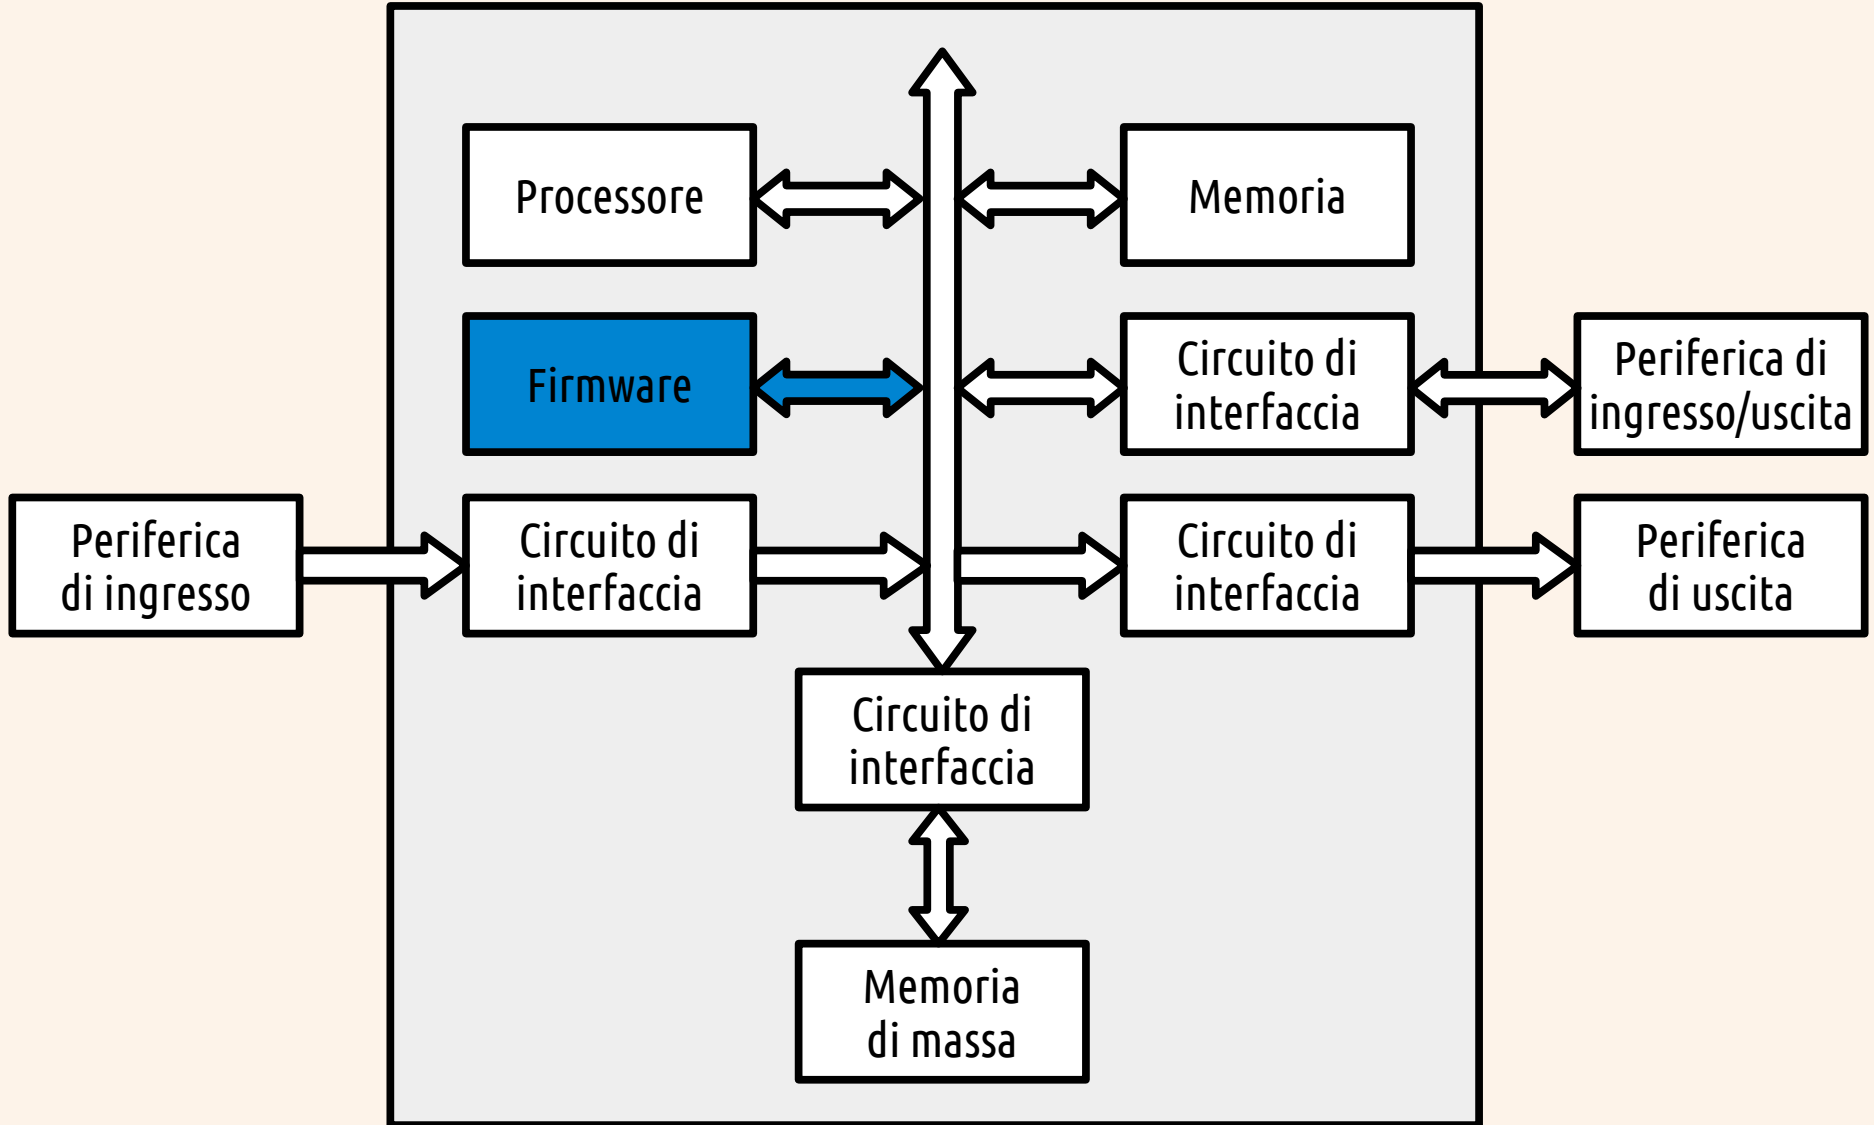 Processore
Memoria
Firmware
Circuito di
interfaccia
Periferica di
ingresso/uscita
Periferica
di ingresso
Circuito di
interfaccia
Circuito di
interfaccia
Periferica
di uscita
Circuito di
interfaccia
Memoria
di massa